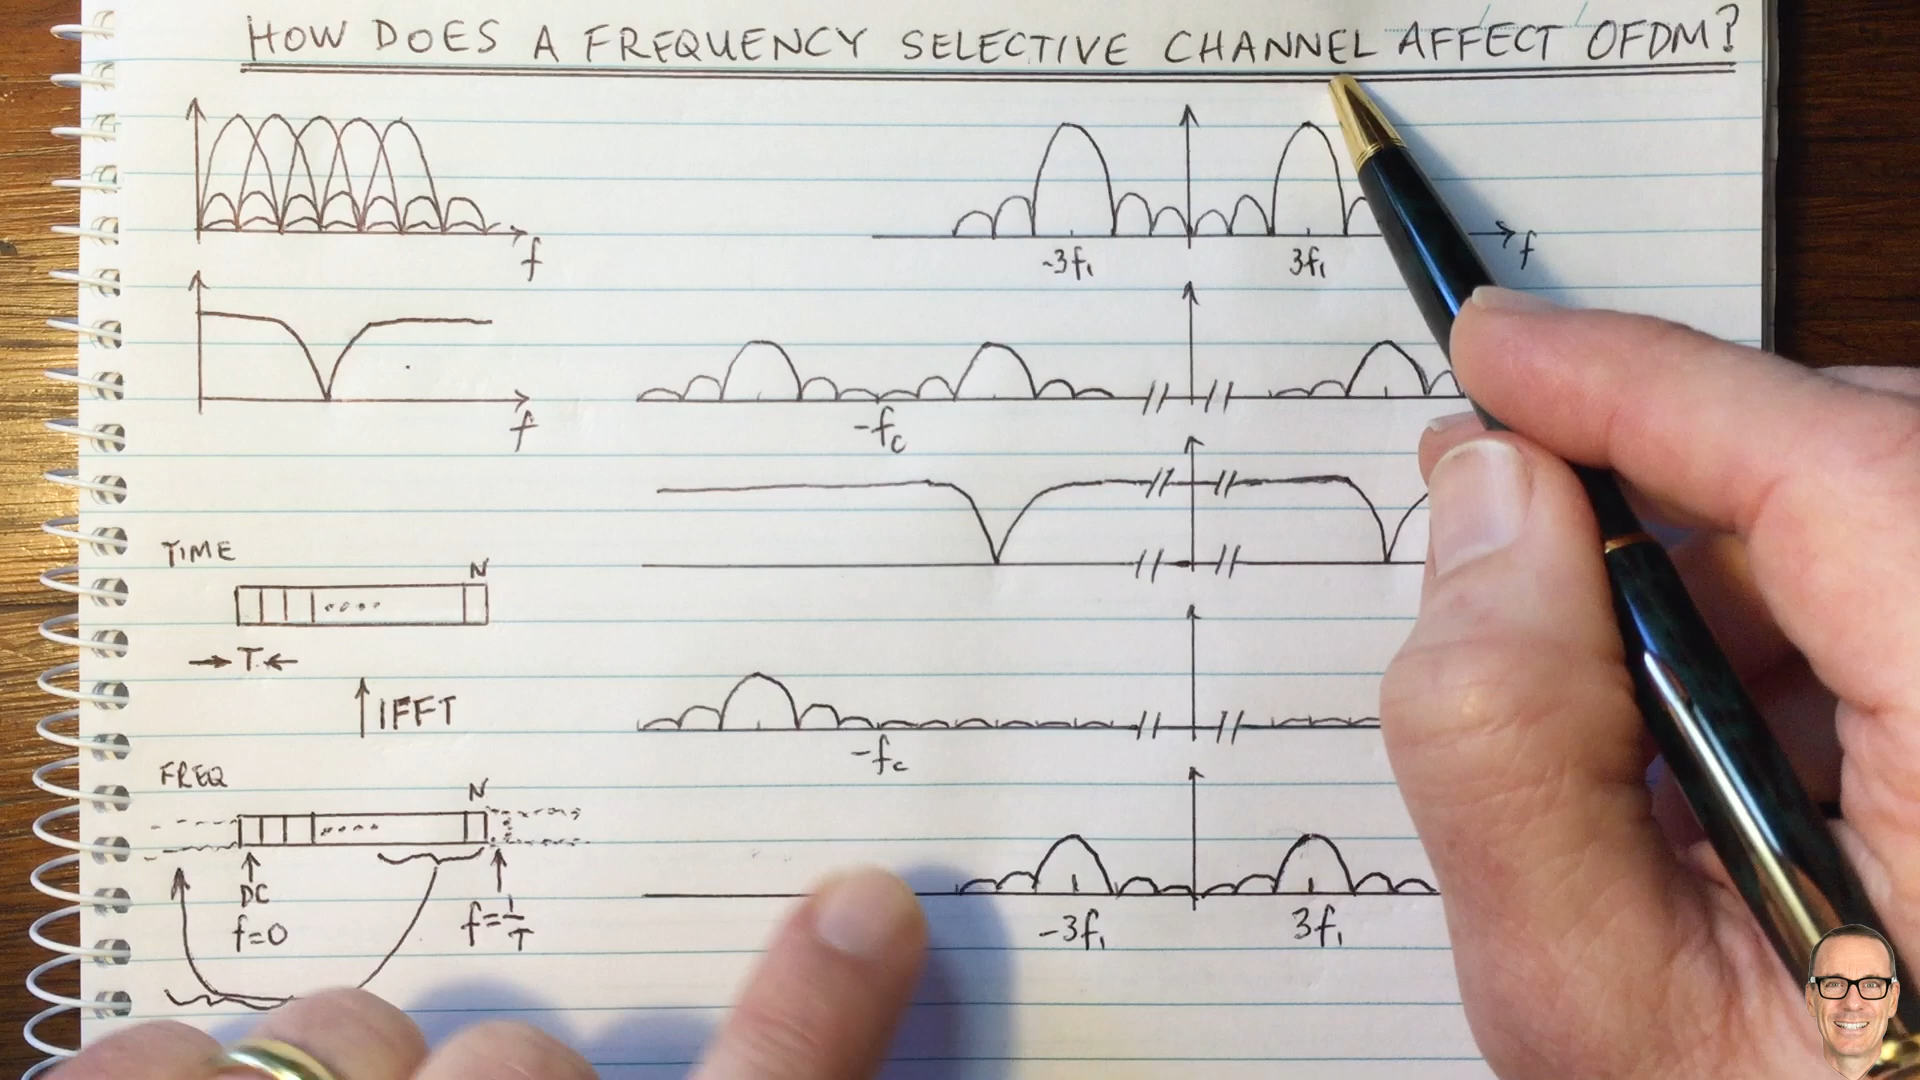 HOW DOES A FREQUENCY SELECTIVE CHANNEL AFFECT OFDM?
f
-3f₁ 3f₁ f
f
-fc
TIME
N
T
IFFT
-fc
FREQ
N
DC
f=0
f=1/T
-3f₁ 3f₁